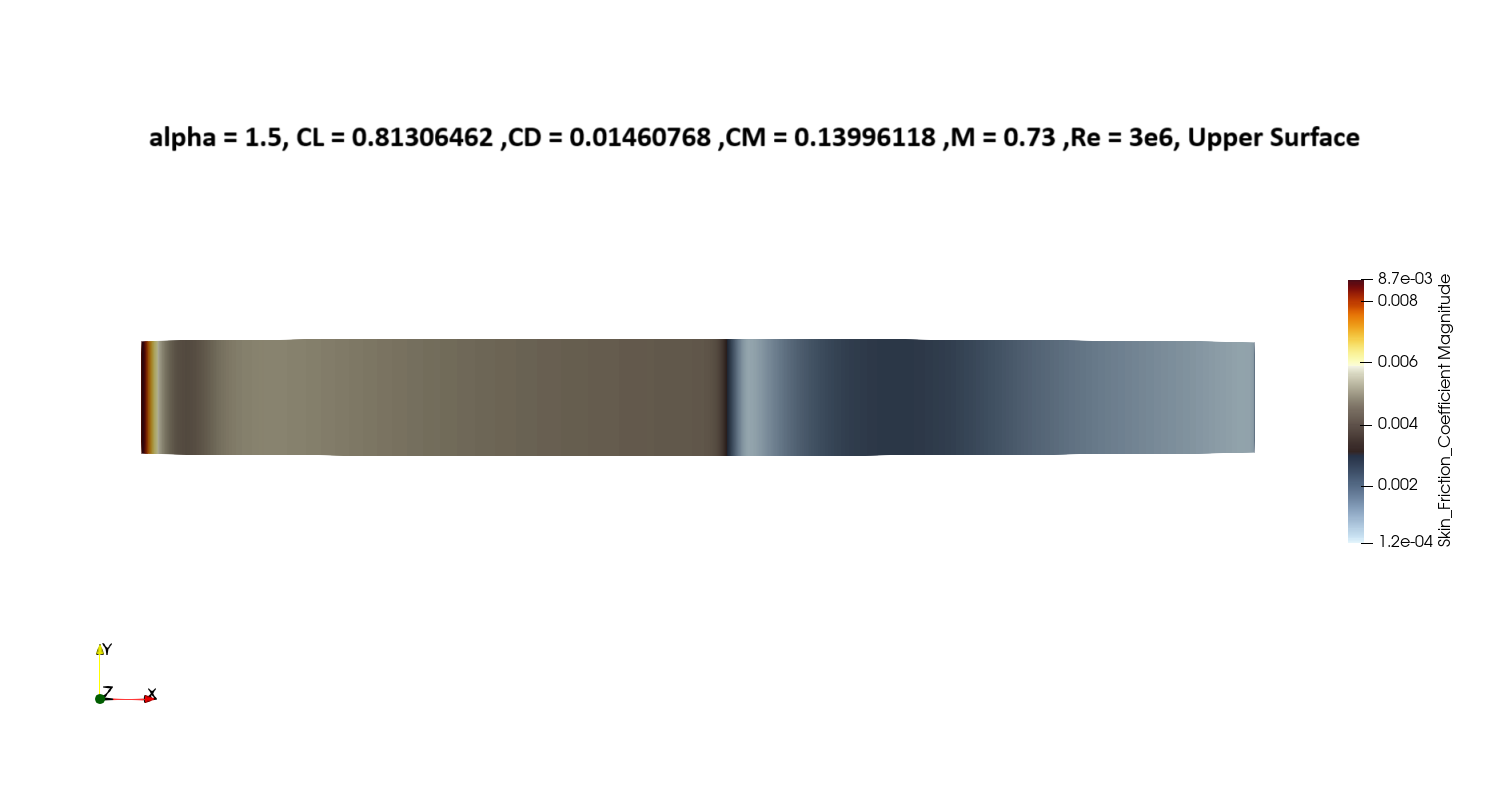 alpha = 1.5, CL = 0.81306462 ,CD = 0.01460768 ,CM = 0.13996118 ,M = 0.73 ,Re = 3e6, Upper Surface
8.7e-03
0.008
0.006
0.004
0.002
1.2e-04
Skin_Friction_Coefficient Magnitude
Y
Z
X